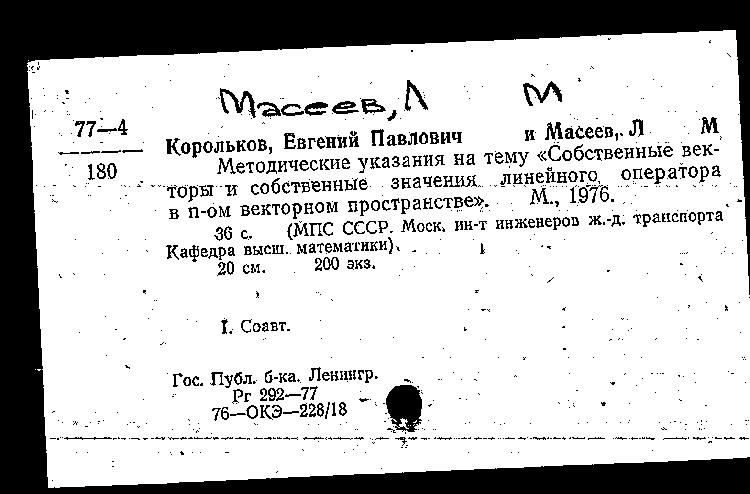 Масеев, Л М
77—4
180
Корольков, Евгений Павлович и Масеев, Л М
Методические указания на тему «Собственные век-
торы и собственные значения линейного оператора
в n-ом векторном пространстве». М., 1976.
36 с. (МПС СССР. Моск. ин-т инженеров ж.-д. транспорта
Кафедра высш. математики).
20 см. 200 экз.
I. Соавт.
Гос. Публ. б-ка. Ленингр.
Рг 292—77
76—ОКЭ—228/18